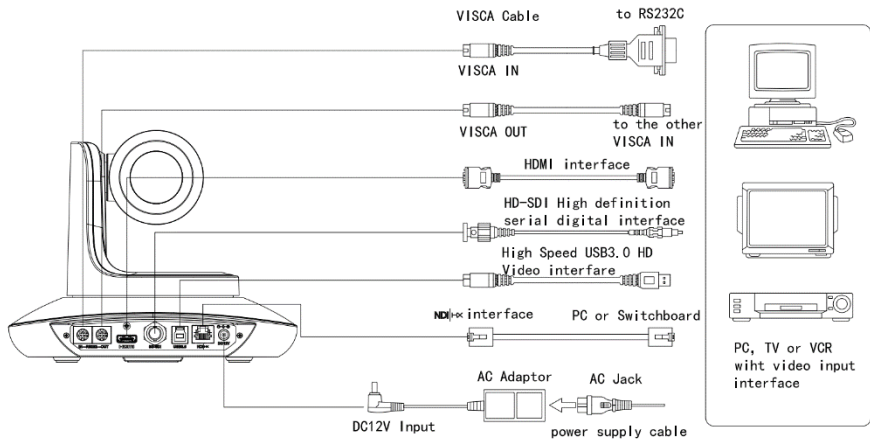 VISCA Cable
to RS232C
VISCA IN
VISCA OUT
to the other
VISCA IN
HDMI interface
HD-SDI High definition
serial digital interface
High Speed USB3.0 HD
Video interfare
NDI|HX interface
PC or Switchboard
AC Adaptor
AC Jack
DC12V Input
power supply cable
PC, TV or VCR
wiht video input
interface